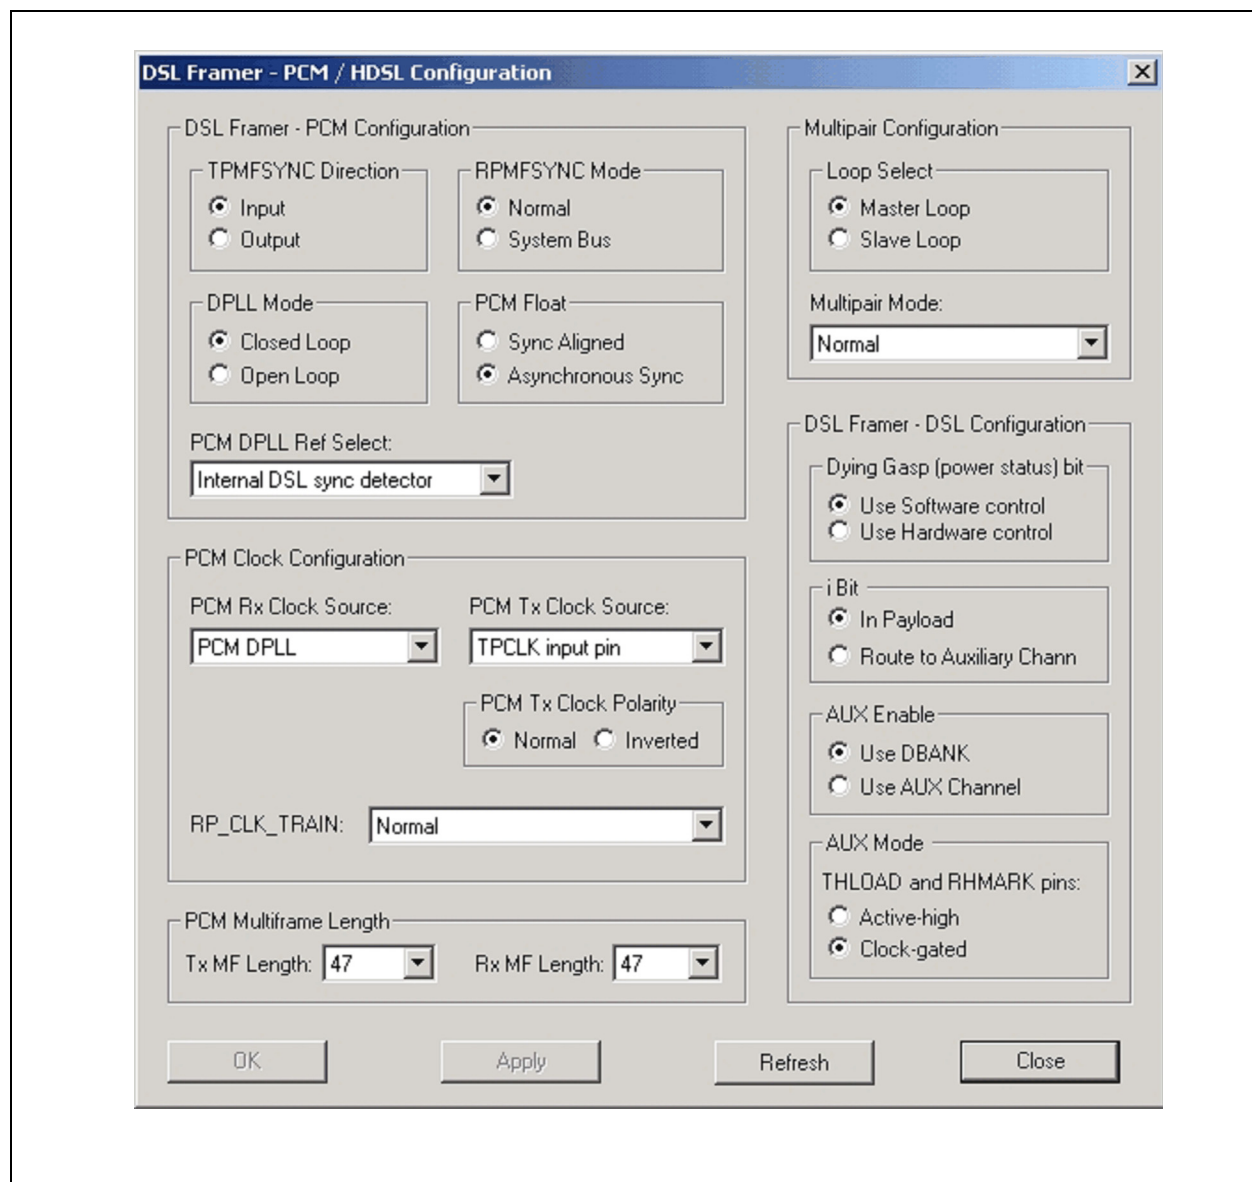 DSL Framer - PCM / HDSL Configuration
DSL Framer - PCM Configuration
TPMFSYNC Direction
Input
Output
RPMFSYNC Mode
Normal
System Bus
DPLL Mode
Closed Loop
Open Loop
PCM Float
Sync Aligned
Asynchronous Sync
PCM DPLL Ref Select:
Internal DSL sync detector
PCM Clock Configuration
PCM Rx Clock Source:
PCM DPLL
PCM Tx Clock Source:
TPCLK input pin
PCM Tx Clock Polarity
Normal Inverted
RP_CLK_TRAIN: Normal
PCM Multiframe Length
Tx MF Length: 47 Rx MF Length: 47
Multipair Configuration
Loop Select
Master Loop
Slave Loop
Multipair Mode:
Normal
DSL Framer - DSL Configuration
Dying Gasp (power status) bit
Use Software control
Use Hardware control
i Bit
In Payload
Route to Auxiliary Chann
AUX Enable
Use DBANK
Use AUX Channel
AUX Mode
THLOAD and RHMARK pins:
Active-high
Clock-gated
OK Apply Refresh Close